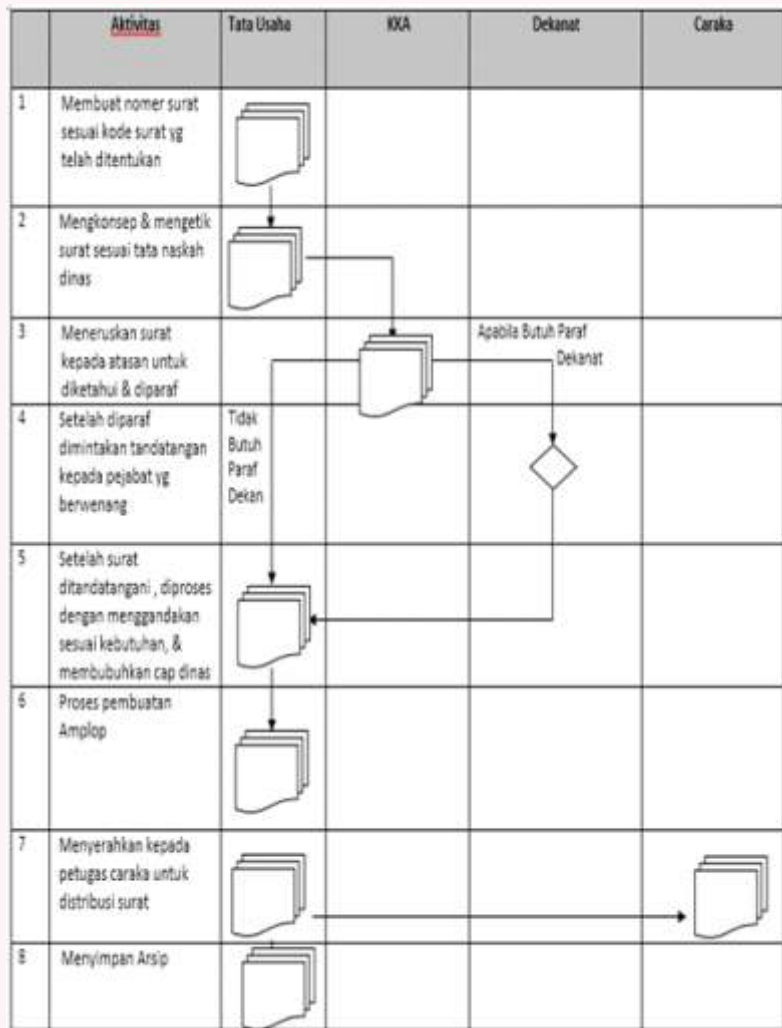 Aktivitas
Tata Usaha
KKA
Dekanat
Caraka
1
Membuat nomer surat
sesuai kode surat yg
telah ditentukan
2
Mengkonsep & mengetik
surat sesuai tata naskah
dinas
3
Meneruskan surat
kepada atasan untuk
diketahui & diparaf
Apabila Butuh Paraf
Dekanat
4
Setelah diparaf
dimintakan tandatangan
kepada pejabat yg
berwenang
Tidak
Butuh
Paraf
Dekan
5
Setelah surat
ditandatangani , diproses
dengan menggandakan
sesuai kebutuhan, &
membubuhkan cap dinas
6
Proses pembuatan
Amplop
7
Menyerahkan kepada
petugas caraka untuk
distribusi surat
8
Menyimpan Arsip